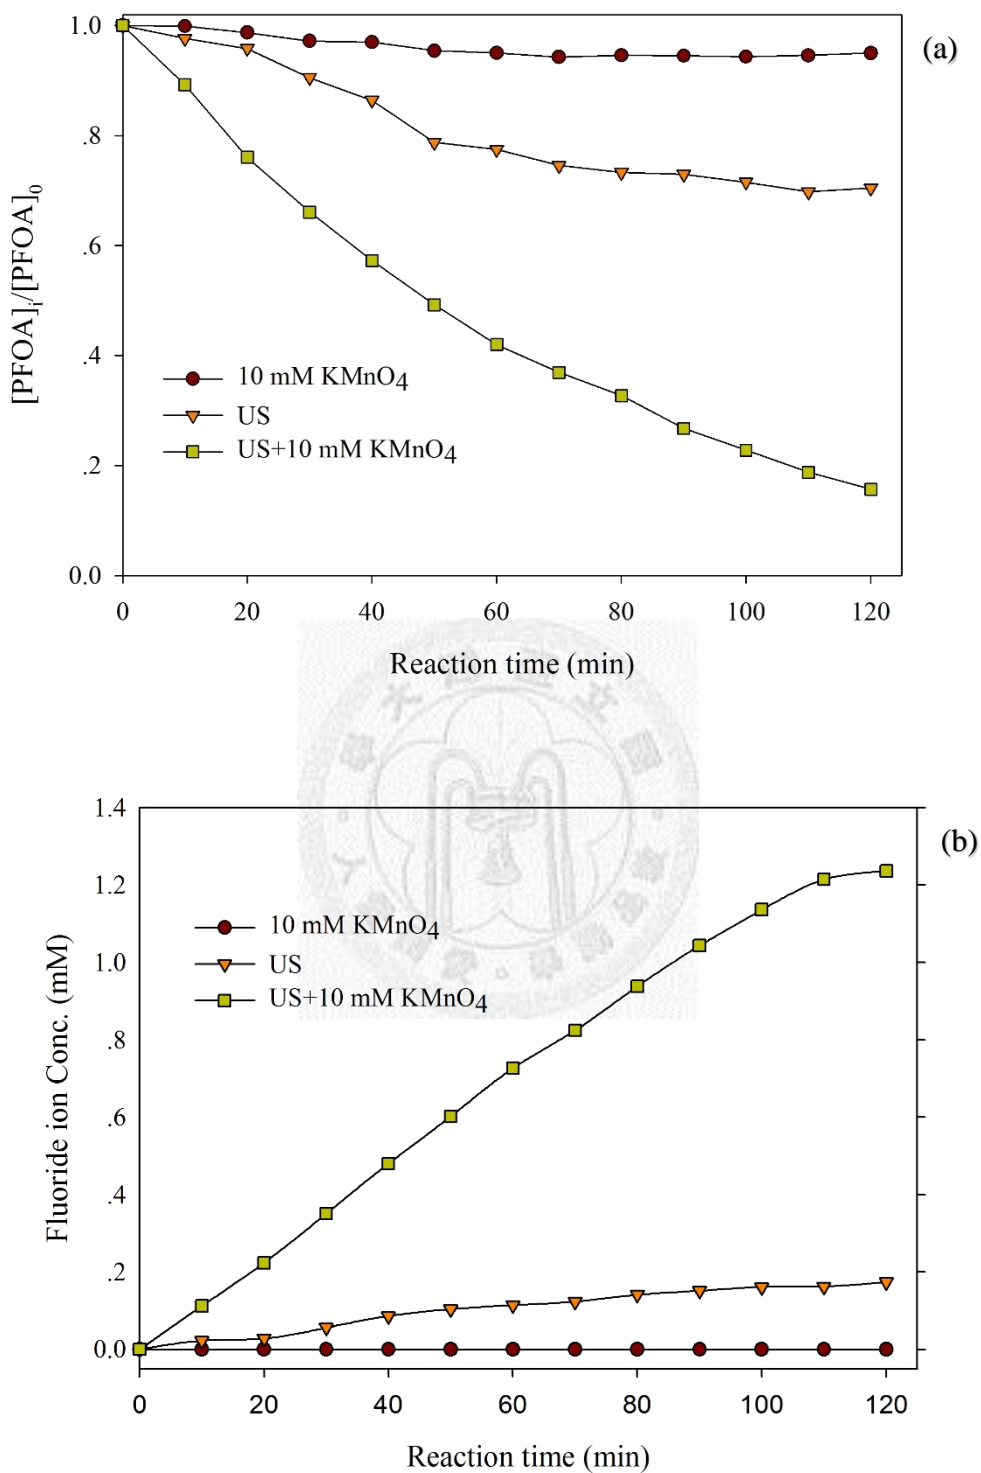 (a)
1.0
.8
.6
.4
.2
0.0
[PFOA]i/[PFOA]0
10 mM KMnO4
US
US+10 mM KMnO4
0 20 40 60 80 100 120
Reaction time (min)
(b)
1.4
1.2
1.0
.8
.6
.4
.2
0.0
Fluoride ion Conc. (mM)
10 mM KMnO4
US
US+10 mM KMnO4
0 20 40 60 80 100 120
Reaction time (min)